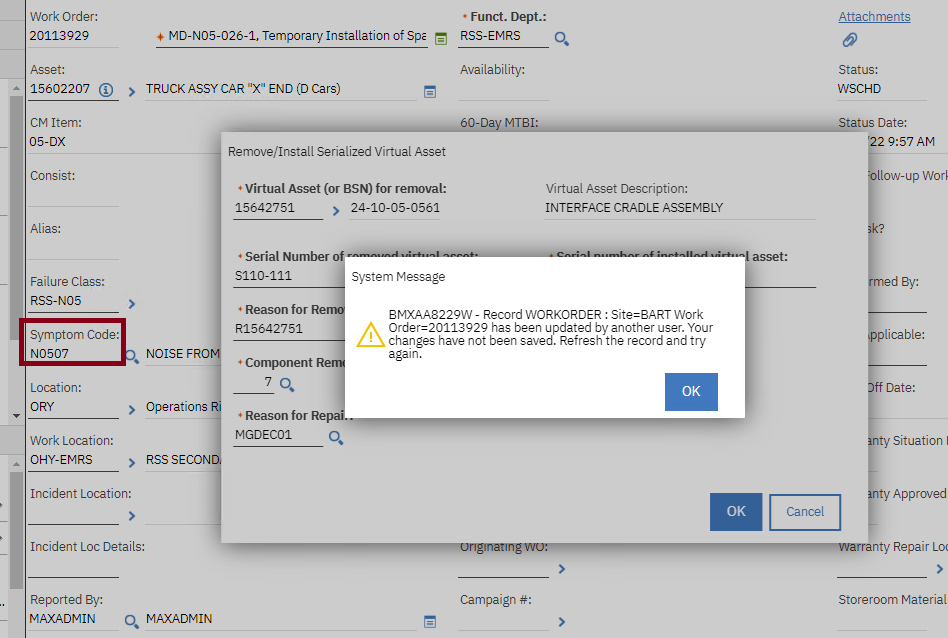 Work Order:
20113929
MD-N05-026-1, Temporary Installation of Spa
Funct. Dept.:
RSS-EMRS
Attachments
Asset:
15602207
TRUCK ASSY CAR "X" END (D Cars)
Availability:
Status:
WSCHD
CM Item:
05-DX
60-Day MTBI:
Status Date:
/22 9:57 AM
Consist:
Follow-up Work
Alias:
Failure Class:
RSS-N05
Symptom Code:
N0507
NOISE FROM
Applicable:
Location:
ORY
Operations Ri
Off Date:
Work Location:
OHY-EMRS
RSS SECONDA
Incident Location:
Incident Loc Details:
Originating WO:
Warranty Repair Loc
Reported By:
MAXADMIN
MAXADMIN
Campaign #:
Storeroom Material
Remove/Install Serialized Virtual Asset
Virtual Asset (or BSN) for removal:
15642751
24-10-05-0561
Virtual Asset Description:
INTERFACE CRADLE ASSEMBLY
Serial Number of removed virtual asset:
S110-111
Serial number of installed virtual asset:
Reason for Remo
R15642751
Component Remo
7
Reason for Repair:
MGDEC01
OK
Cancel
System Message
BMXAA8229W - Record WORKORDER : Site=BART Work
Order=20113929 has been updated by another user. Your
changes have not been saved. Refresh the record and try
again.
OK